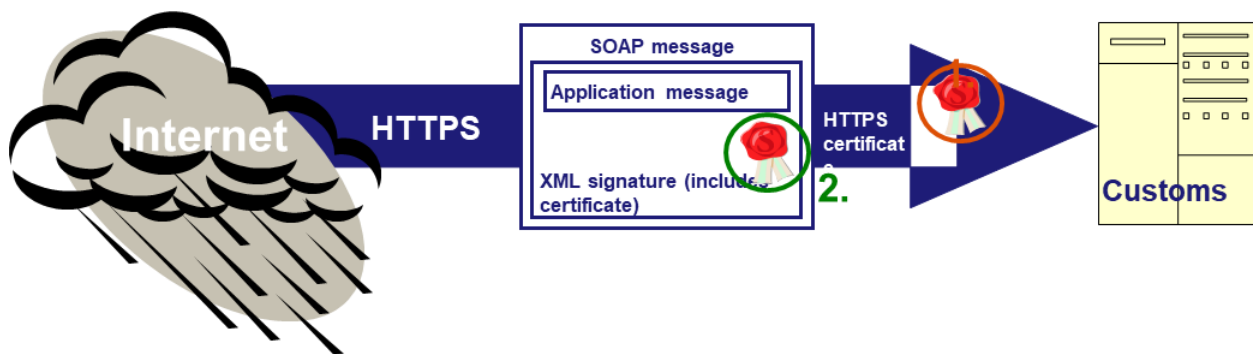 SOAP message
Application message
Internet
HTTPS
HTTPS
certificat
XML signature (includes
certificate)
2.
Customs